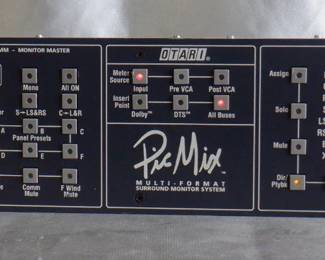 MM – MONITOR MASTER
Mono
All ON
S→LS&RS
C→L&R
A
B
C
Panel Presets
D
E
F
Comm Mute
F Wind Mute
OTARI®
Meter Source
Input
Pre VCA
Post VCA
Insert Point
Dolby™
DTS™
All Buses
PicMix
MULTI-FORMAT
SURROUND MONITOR SYSTEM
Assign
Solo
Mute
Dir/Plybk
LS